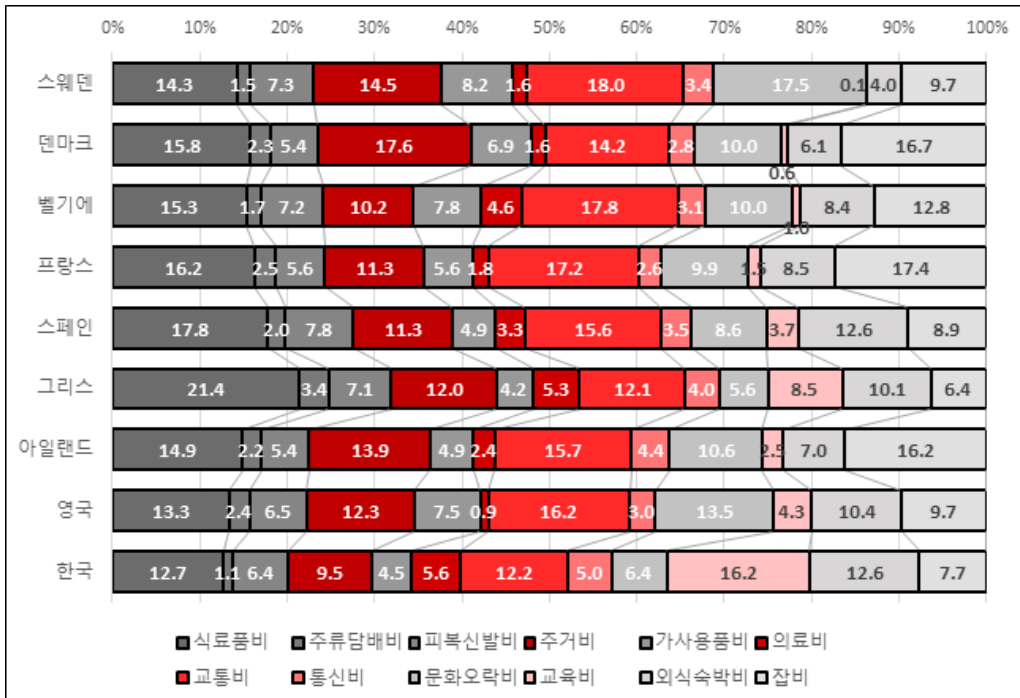 0% 10% 20% 30% 40% 50% 60% 70% 80% 90% 100%
스웨덴 14.3 1.5 7.3 14.5 8.2 1.6 18.0 3.4 17.5 0.1 4.0 9.7
덴마크 15.8 2.3 5.4 17.6 6.9 1.6 14.2 2.8 10.0 0.6 6.1 16.7
벨기에 15.3 1.7 7.2 10.2 7.8 4.6 17.8 3.1 10.0 1.0 8.4 12.8
프랑스 16.2 2.5 5.6 11.3 5.6 1.8 17.2 2.6 9.9 1.5 8.5 17.4
스페인 17.8 2.0 7.8 11.3 4.9 3.3 15.6 3.5 8.6 3.7 12.6 8.9
그리스 21.4 3.4 7.1 12.0 4.2 5.3 12.1 4.0 5.6 8.5 10.1 6.4
아일랜드 14.9 2.2 5.4 13.9 4.9 2.4 15.7 4.4 10.6 2.5 7.0 16.2
영국 13.3 2.4 6.5 12.3 7.5 0.9 16.2 3.0 13.5 4.3 10.4 9.7
한국 12.7 1.1 6.4 9.5 4.5 5.6 12.2 5.0 6.4 16.2 12.6 7.7
식료품비 주류담배비 피복신발비 주거비 가사용품비 의료비
교통비 통신비 문화오락비 교육비 외식숙박비 잡비